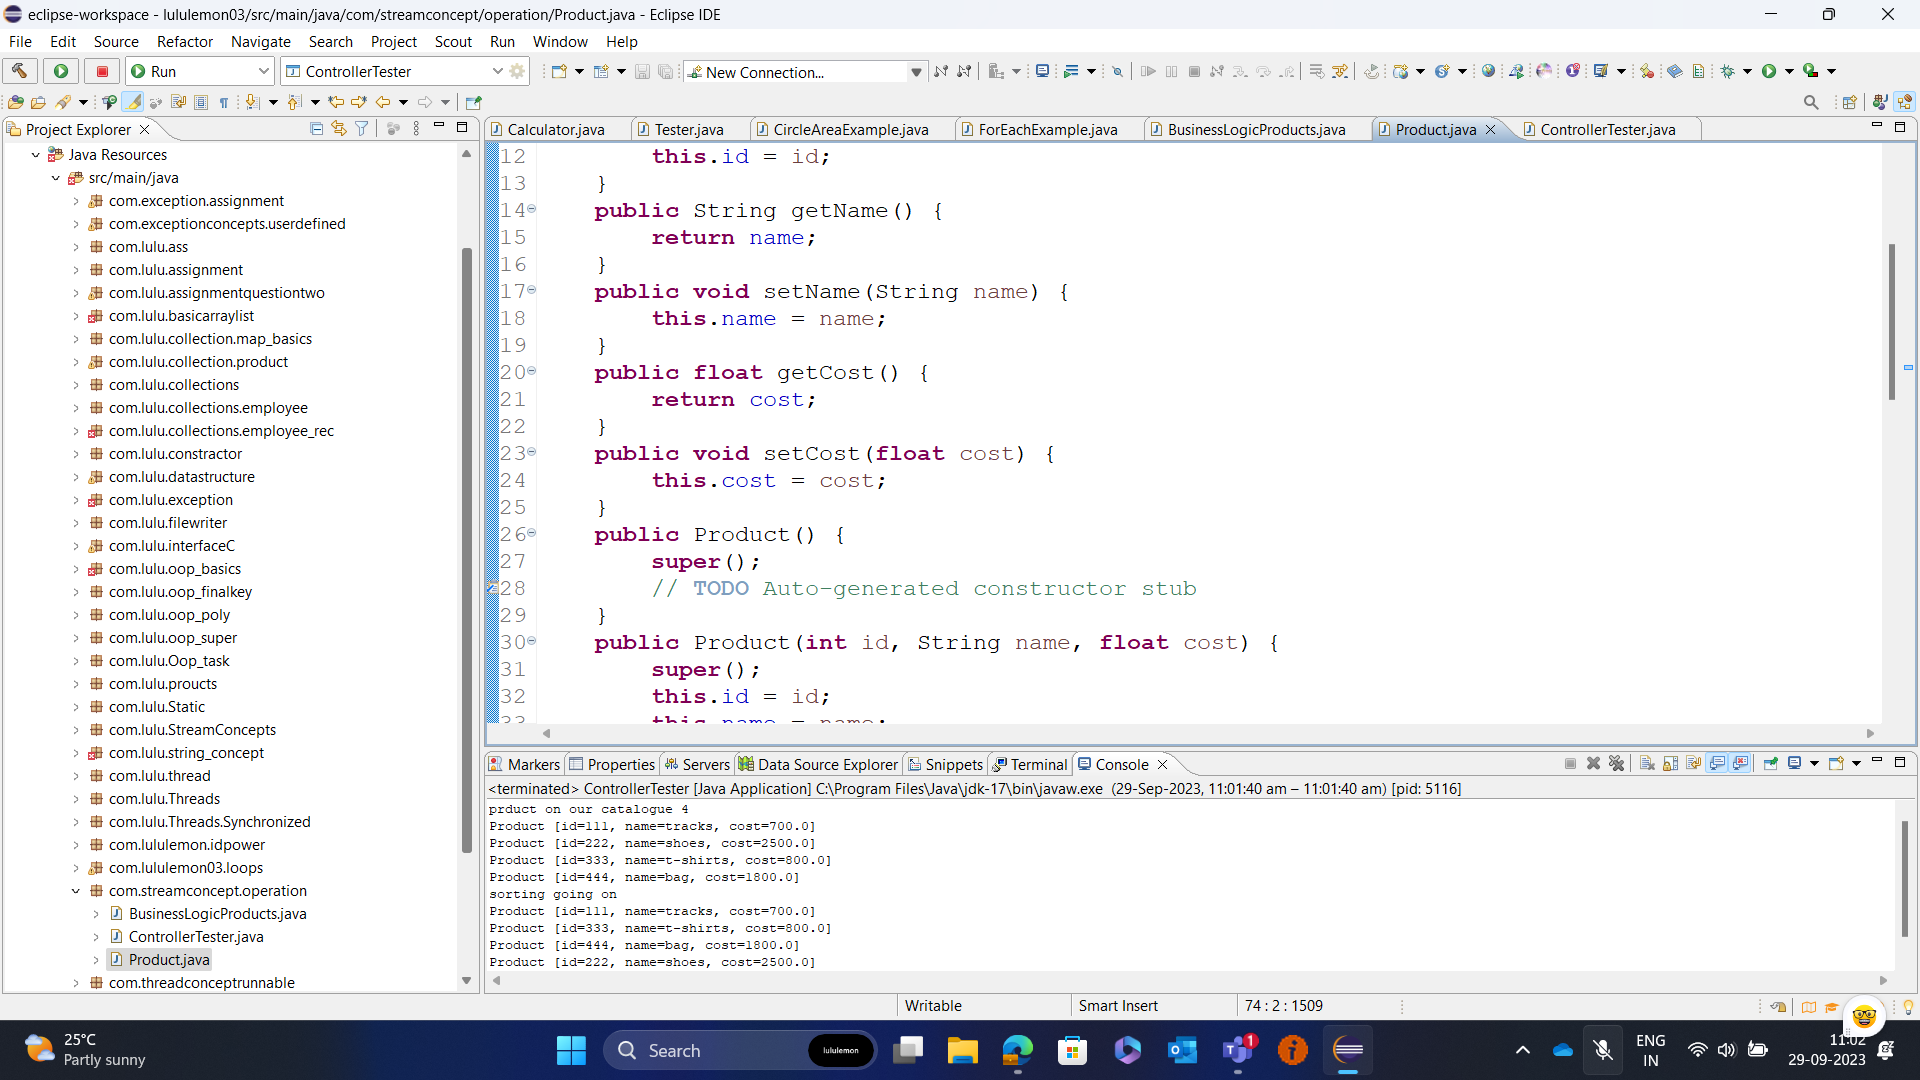 eclipse-workspace - lululemon03/src/main/java/com/streamconcept/operation/Product.java - Eclipse IDE
File Edit Source Refactor Navigate Search Project Scout Run Window Help
Run ControllerTester New Connection...
Project Explorer
Java Resources
src/main/java
com.exception.assignment
com.exceptionconcepts.userdefined
com.lulu.ass
com.lulu.assignment
com.lulu.assignmentquestiontwo
com.lulu.basicarraylist
com.lulu.collection.map_basics
com.lulu.collection.product
com.lulu.collections
com.lulu.collections.employee
com.lulu.collections.employee_rec
com.lulu.constractor
com.lulu.datastructure
com.lulu.exception
com.lulu.filewriter
com.lulu.interfaceC
com.lulu.oop_basics
com.lulu.oop_finalkey
com.lulu.oop_poly
com.lulu.oop_super
com.lulu.Oop_task
com.lulu.proucts
com.lulu.Static
com.lulu.StreamConcepts
com.lulu.string_concept
com.lulu.thread
com.lulu.Threads
com.lulu.Threads.Synchronized
com.lululemon.idpower
com.lululemon03.loops
com.streamconcept.operation
BusinessLogicProducts.java
ControllerTester.java
Product.java
com.threadconceptrunnable
Calculator.java Tester.java CircleAreaExample.java ForEachExample.java BusinessLogicProducts.java Product.java ControllerTester.java
12 this.id = id;
13 }
14 public String getName() {
15 return name;
16 }
17 public void setName(String name) {
18 this.name = name;
19 }
20 public float getCost() {
21 return cost;
22 }
23 public void setCost(float cost) {
24 this.cost = cost;
25 }
26 public Product() {
27 super();
28 // TODO Auto-generated constructor stub
29 }
30 public Product(int id, String name, float cost) {
31 super();
32 this.id = id;
33 this.name = name;
Markers Properties Servers Data Source Explorer Snippets Terminal Console
<terminated> ControllerTester [Java Application] C:\Program Files\Java\jdk-17\bin\javaw.exe (29-Sep-2023, 11:01:40 am – 11:01:40 am) [pid: 5116]
prduct on our catalogue 4
Product [id=111, name=tracks, cost=700.0]
Product [id=222, name=shoes, cost=2500.0]
Product [id=333, name=t-shirts, cost=800.0]
Product [id=444, name=bag, cost=1800.0]
sorting going on
Product [id=111, name=tracks, cost=700.0]
Product [id=333, name=t-shirts, cost=800.0]
Product [id=444, name=bag, cost=1800.0]
Product [id=222, name=shoes, cost=2500.0]
Writable Smart Insert 74 : 2 : 1509
25°C
Partly sunny
Search lululemon
1
ENG
IN
11:02
29-09-2023